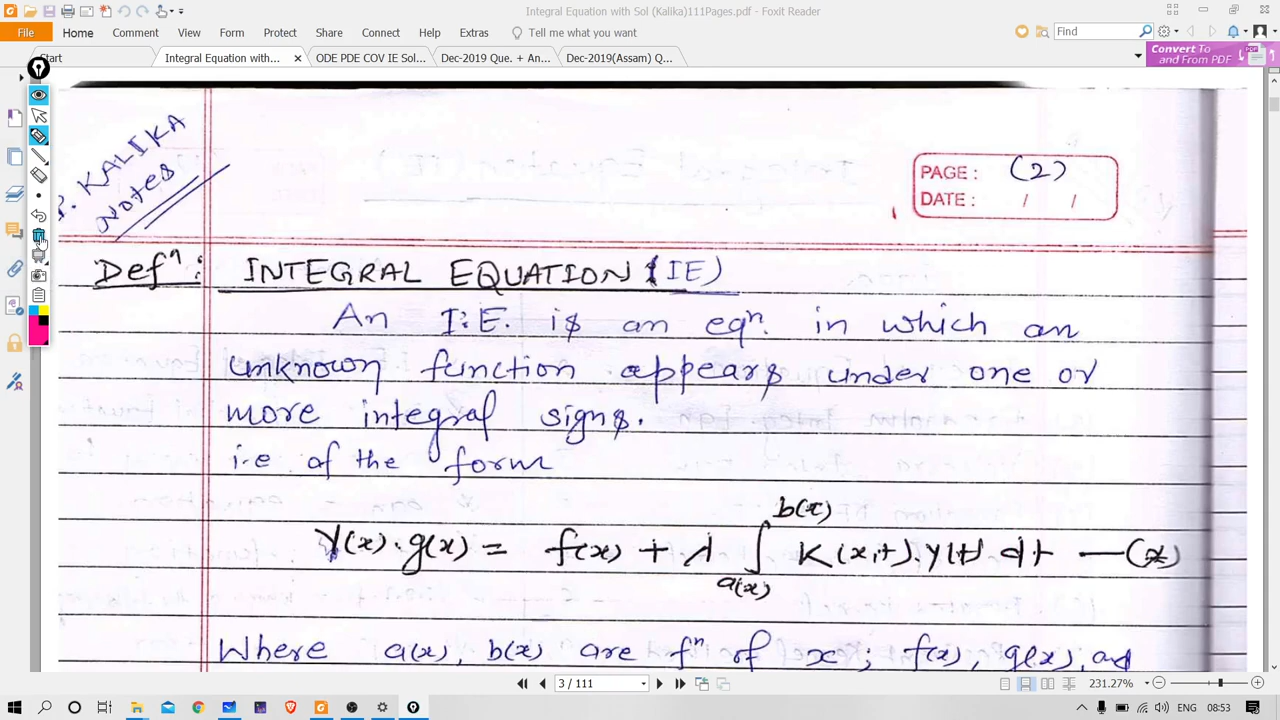 Integral Equation with Sol (Kalika)111Pages.pdf - Foxit Reader
File Home Comment View Form Protect Share Connect Help Extras Tell me what you want Find
Start Integral Equation with... ODE PDE COV IE Sol... Dec-2019 Que. + An... Dec-2019(Assam) Q... Convert To and From PDF
P. KALIKA
Notes
PAGE : (2)
DATE : / /
Defⁿ: INTEGRAL EQUATION (IE)
An I.E. is an eqⁿ. in which an
unknown function appears under one or
more integral signs.
i.e of the form
y(x)·g(x) = f(x) + λ ∫_{a(x)}^{b(x)} K(x,t).y(t) dt —(*)
Where a(x), b(x) are fⁿ of x; f(x), g(x), and
3 / 111
231.27%
ENG 08:53